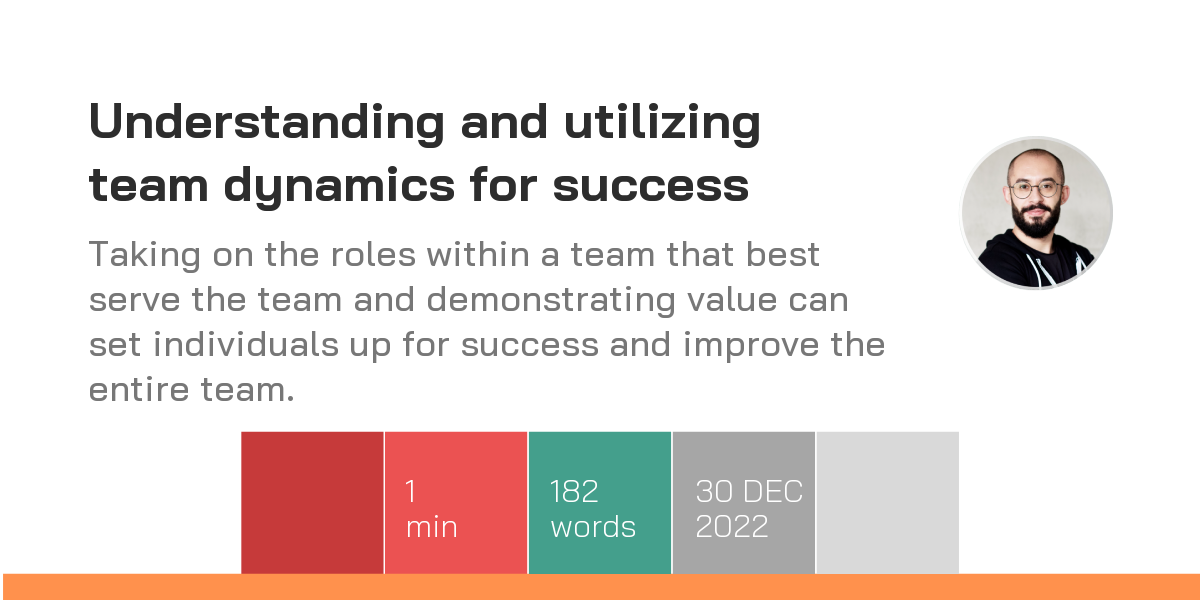 Understanding and utilizing
team dynamics for success
Taking on the roles within a team that best
serve the team and demonstrating value can
set individuals up for success and improve the
entire team.
1
min
182
words
30 DEC
2022